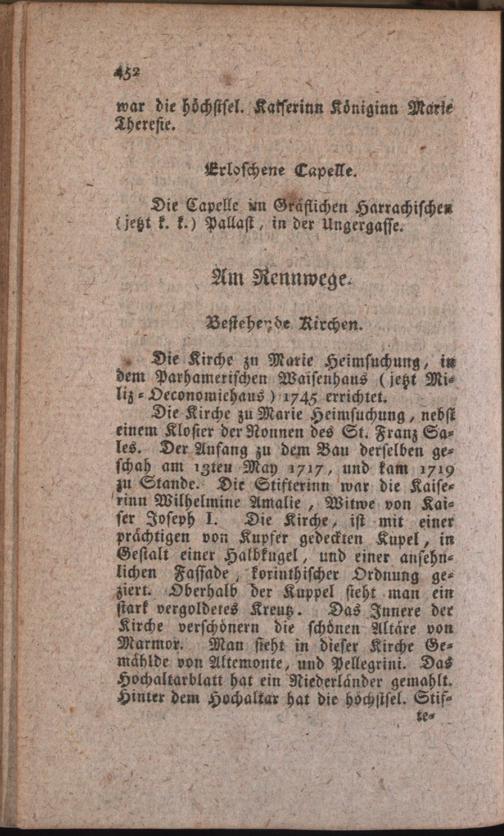 452
war die höchstsel. Kaiserinn Königinn Marie
Theresie.
Erloschene Capelle.
Die Capelle im Gräflichen Harrachischen
(jetzt k. k.) Pallast, in der Ungergasse.
Am Rennwege.
Bestehende Kirchen.
Die Kirche zu Marie Heimsuchung, in
dem Parhamerischen Waisenhaus (jetzt Mi-
liz-Oeconomiehaus) 1745 errichtet.
Die Kirche zu Marie Heimsuchung, nebst
einem Kloster der Nonnen des St. Franz Sa-
les. Der Anfang zu dem Bau derselben ge-
schah am 13ten May 1717, und kam 1719
zu Stande. Die Stifterinn war die Kaise-
rinn Wilhelmine Amalie, Witwe von Kai-
ser Joseph I. Die Kirche, ist mit einer
prächtigen von Kupfer gedeckten Kupel, in
Gestalt einer Halbkugel, und einer ansehn-
lichen Fassade, korinthischer Ordnung ge-
ziert. Oberhalb der Kuppel sieht man ein
stark vergoldetes Kreutz. Das Innere der
Kirche verschönern die schönen Altäre von
Marmor. Man sieht in dieser Kirche Ge-
mählde von Altemonte, und Pellegrini. Das
Hochaltarblatt hat ein Niederländer gemahlt.
Hinter dem Hochaltar hat die höchstsel. Stif-
te-